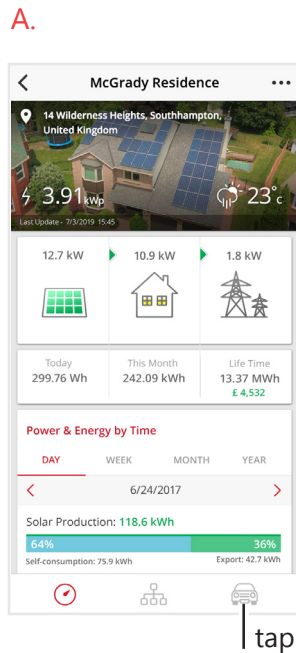 A.
McGrady Residence
14 Wilderness Heights, Southhampton,
United Kingdom
3.91kWp
23°c
Last Update - 7/3/2019 15:45
12.7 kW 10.9 kW 1.8 kW
Today This Month Life Time
299.76 Wh 242.09 kWh 13.37 MWh
£ 4,532
Power & Energy by Time
DAY WEEK MONTH YEAR
6/24/2017
Solar Production: 118.6 kWh
64% 36%
Self-consumption: 75.9 kWh Export: 42.7 kWh
tap